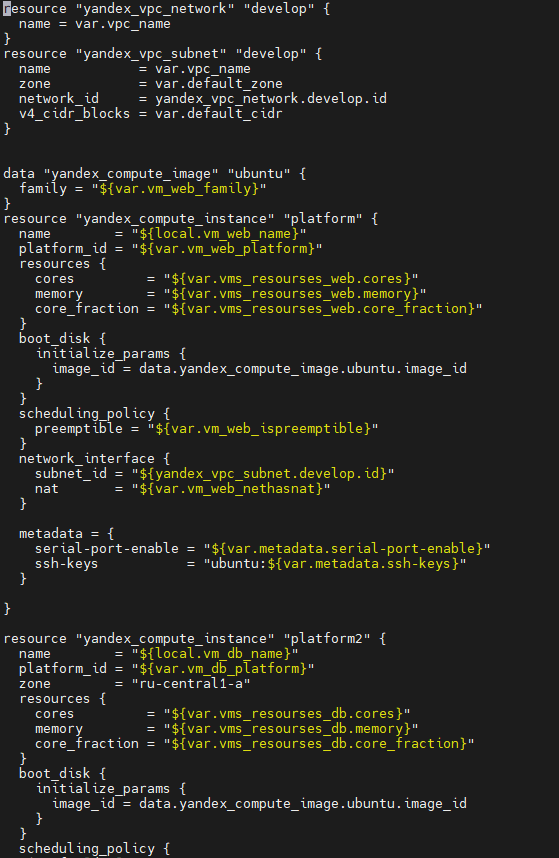 resource "yandex_vpc_network" "develop" {
  name = var.vpc_name
}
resource "yandex_vpc_subnet" "develop" {
  name           = var.vpc_name
  zone           = var.default_zone
  network_id     = yandex_vpc_network.develop.id
  v4_cidr_blocks = var.default_cidr
}


data "yandex_compute_image" "ubuntu" {
  family = "${var.vm_web_family}"
}
resource "yandex_compute_instance" "platform" {
  name        = "${local.vm_web_name}"
  platform_id = "${var.vm_web_platform}"
  resources {
    cores         = "${var.vms_resourses_web.cores}"
    memory        = "${var.vms_resourses_web.memory}"
    core_fraction = "${var.vms_resourses_web.core_fraction}"
  }
  boot_disk {
    initialize_params {
      image_id = data.yandex_compute_image.ubuntu.image_id
    }
  }
  scheduling_policy {
    preemptible = "${var.vm_web_ispreemptible}"
  }
  network_interface {
    subnet_id = "${yandex_vpc_subnet.develop.id}"
    nat       = "${var.vm_web_nethasnat}"
  }

  metadata = {
    serial-port-enable = "${var.metadata.serial-port-enable}"
    ssh-keys           = "ubuntu:${var.metadata.ssh-keys}"
  }

}

resource "yandex_compute_instance" "platform2" {
  name        = "${local.vm_db_name}"
  platform_id = "${var.vm_db_platform}"
  zone        = "ru-central1-a"
  resources {
    cores         = "${var.vms_resourses_db.cores}"
    memory        = "${var.vms_resourses_db.memory}"
    core_fraction = "${var.vms_resourses_db.core_fraction}"
  }
  boot_disk {
    initialize_params {
      image_id = data.yandex_compute_image.ubuntu.image_id
    }
  }
  scheduling_policy {